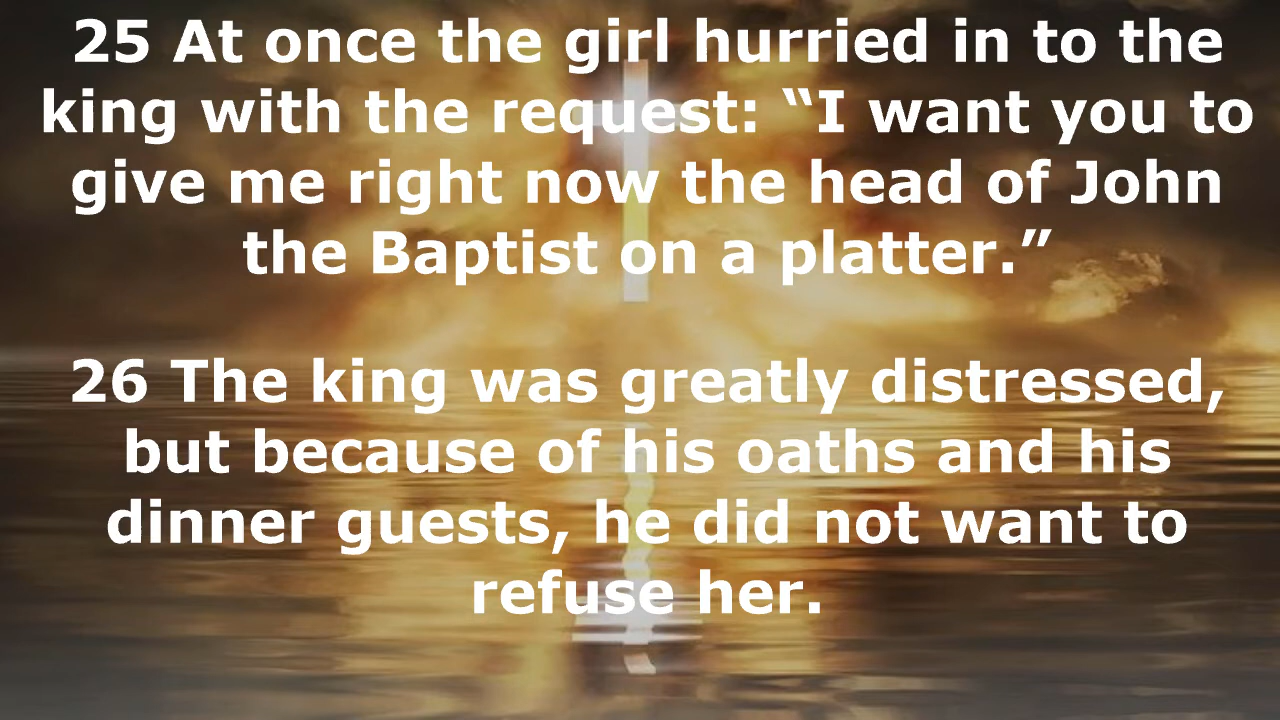 25 At once the girl hurried in to the
king with the request: “I want you to
give me right now the head of John
the Baptist on a platter.”
26 The king was greatly distressed,
but because of his oaths and his
dinner guests, he did not want to
refuse her.